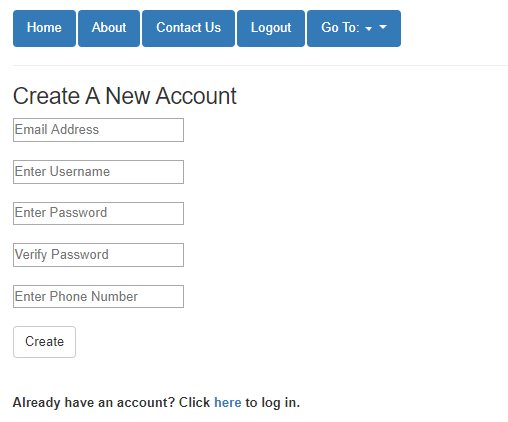 Home About Contact Us Logout Go To:
Create A New Account
Email Address
Enter Username
Enter Password
Verify Password
Enter Phone Number
Create
Already have an account? Click here to log in.